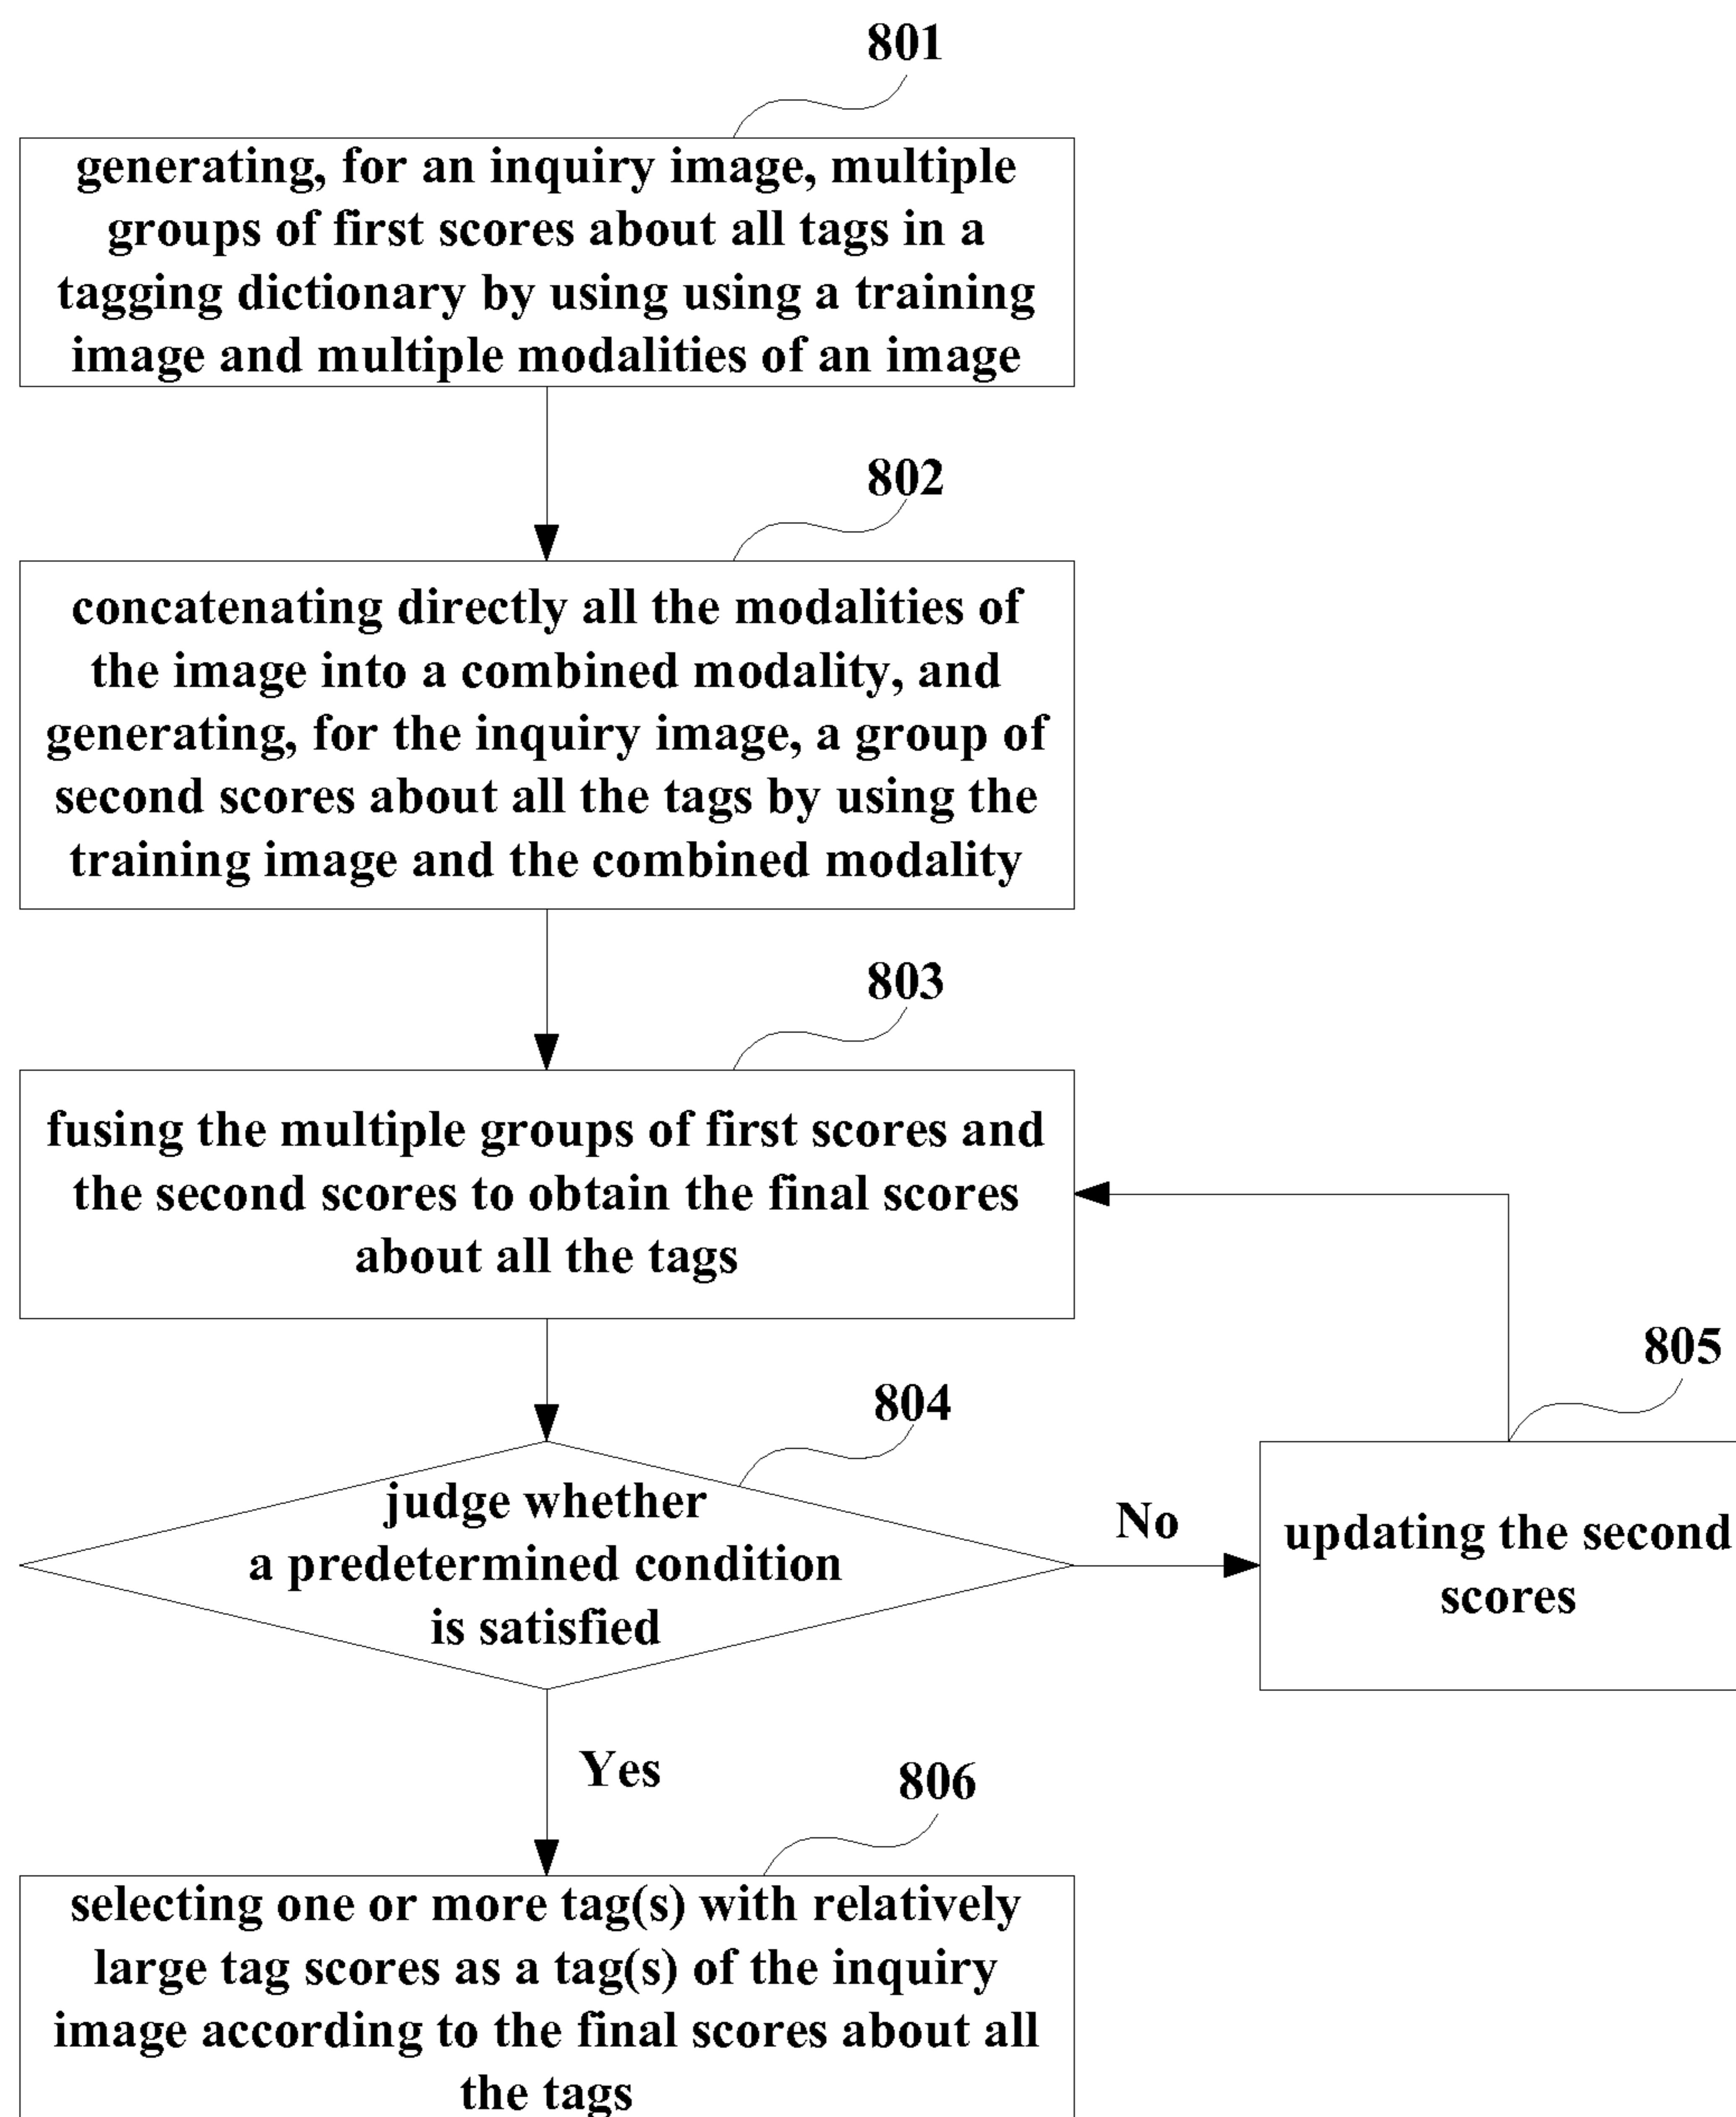 801
generating, for an inquiry image, multiple
groups of first scores about all tags in a
tagging dictionary by using using a training
image and multiple modalities of an image
802
concatenating directly all the modalities of
the image into a combined modality, and
generating, for the inquiry image, a group of
second scores about all the tags by using the
training image and the combined modality
803
fusing the multiple groups of first scores and
the second scores to obtain the final scores
about all the tags
804
judge whether
a predetermined condition
is satisfied
No
805
updating the second
scores
Yes
806
selecting one or more tag(s) with relatively
large tag scores as a tag(s) of the inquiry
image according to the final scores about all
the tags